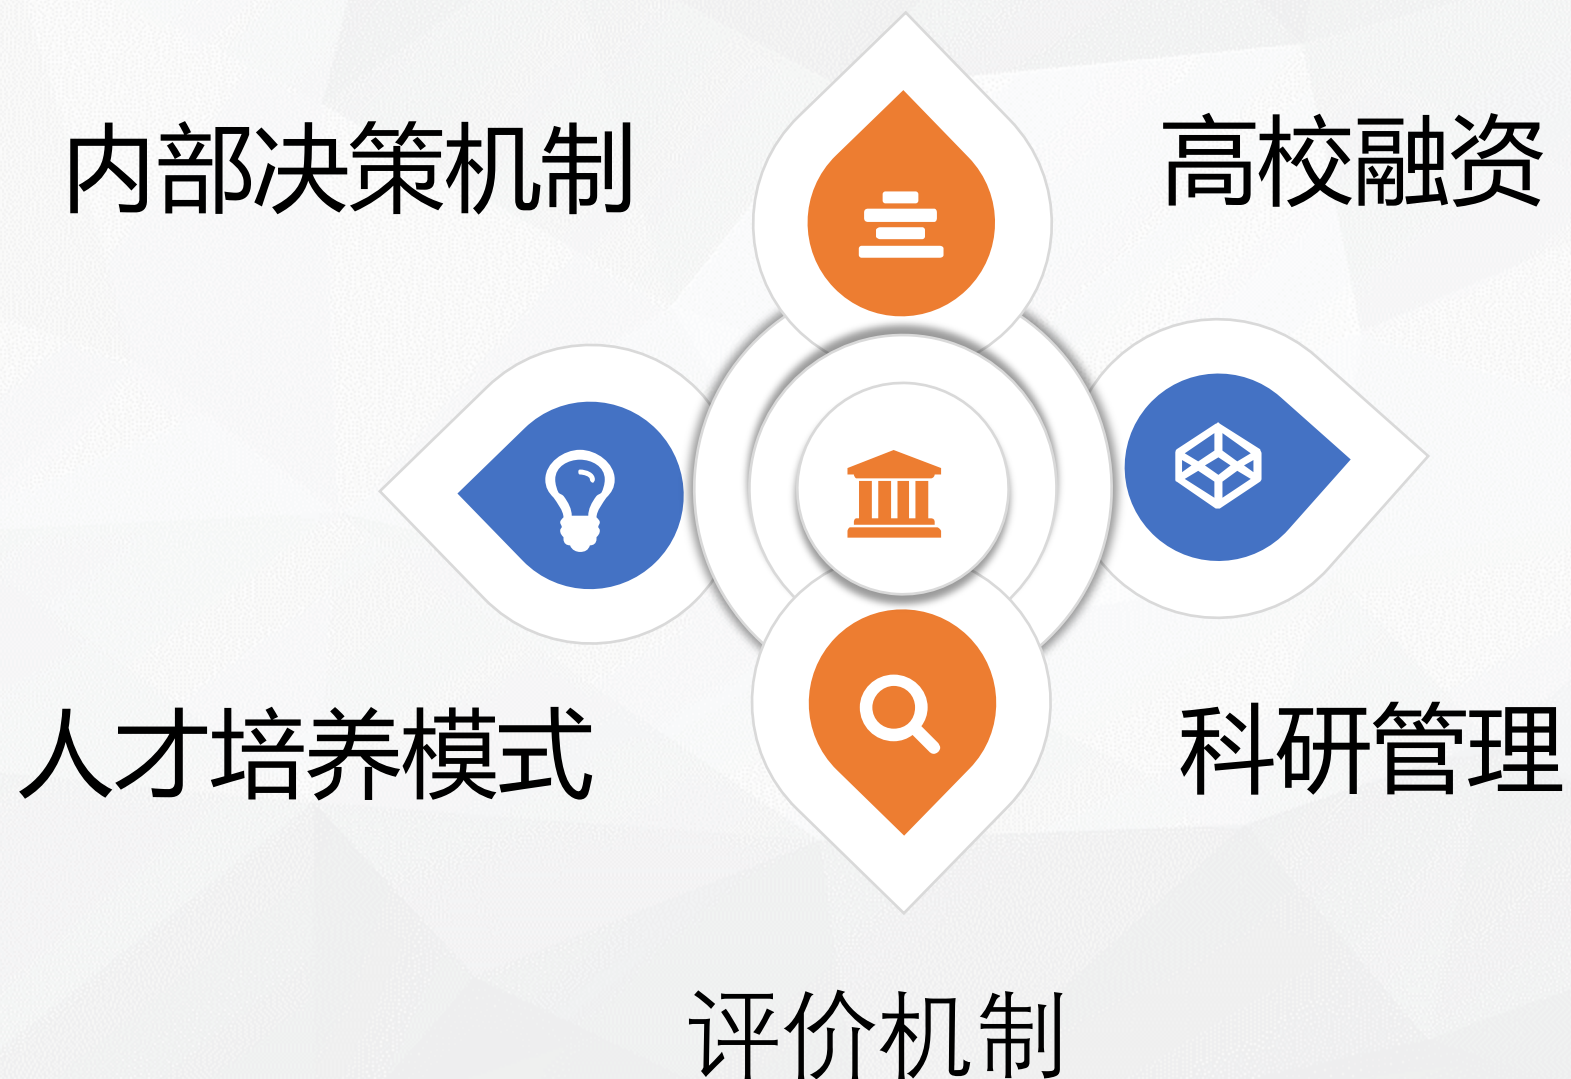 内部决策机制
高校融资
人才培养模式
科研管理
评价机制